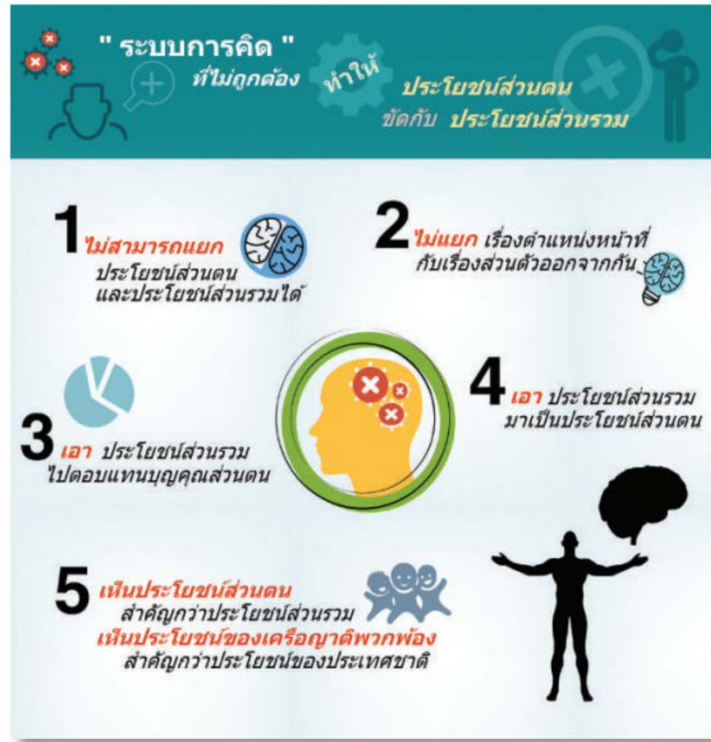 " ระบบการคิด "
ที่ไม่ถูกต้อง
ทำให้
ประโยชน์ส่วนตน
ขัดกับ ประโยชน์ส่วนรวม
1 ไม่สามารถแยก
ประโยชน์ส่วนตน
และประโยชน์ส่วนรวมได้
2 ไม่แยก เรื่องตำแหน่งหน้าที่
กับเรื่องส่วนตัวออกจากกัน
3 เอา ประโยชน์ส่วนรวม
ไปตอบแทนบุญคุณส่วนตน
4 เอา ประโยชน์ส่วนรวม
มาเป็นประโยชน์ส่วนตน
5 เห็นประโยชน์ส่วนตน
สำคัญกว่าประโยชน์ส่วนรวม
เห็นประโยชน์ของเครือญาติพวกพ้อง
สำคัญกว่าประโยชน์ของประเทศชาติ